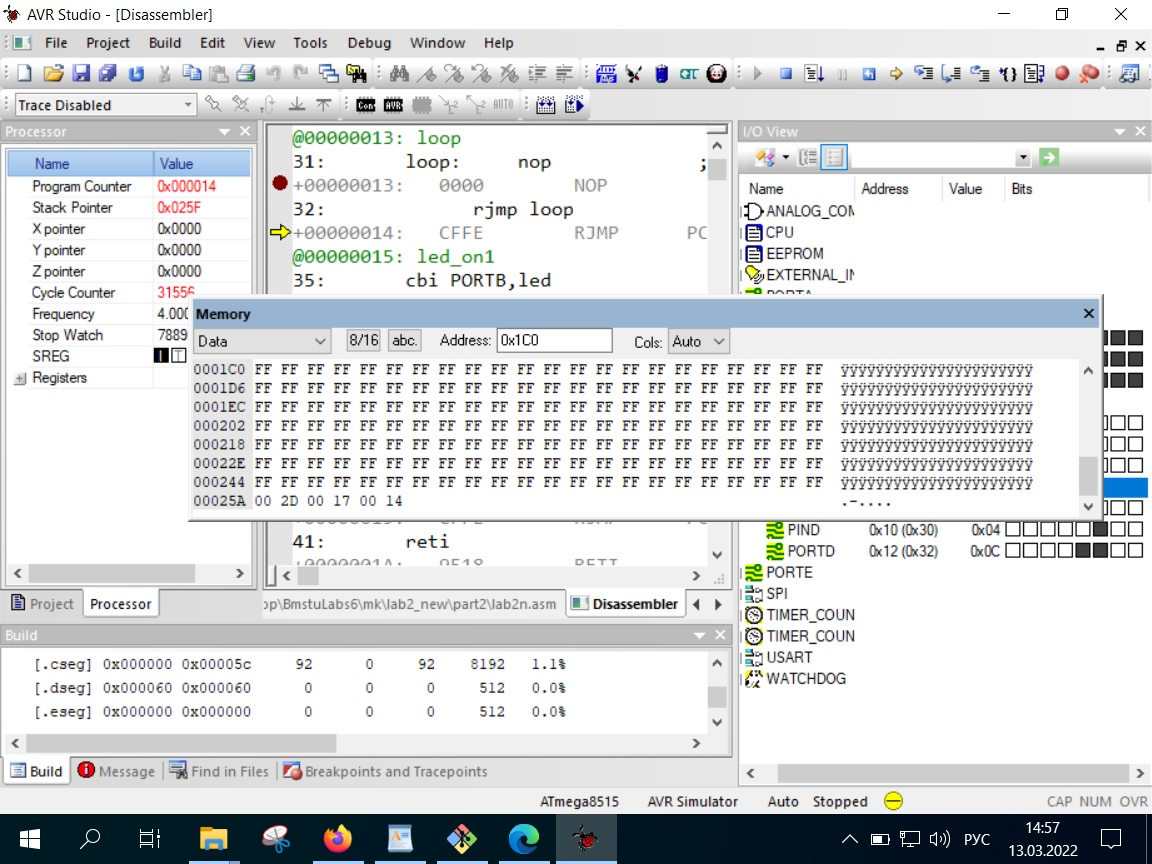 AVR Studio - [Disassembler]
File Project Build Edit View Tools Debug Window Help
Trace Disabled
Con AVR AUTO
Processor
Name Value
Program Counter 0x000014
Stack Pointer 0x025F
X pointer 0x0000
Y pointer 0x0000
Z pointer 0x0000
Cycle Counter 31556
Frequency 4.000
Stop Watch 7889
SREG I T
Registers
Project Processor
@00000013: loop
31: loop: nop ;
+00000013: 0000 NOP
32: rjmp loop
+00000014: CFFE RJMP PC
@00000015: led_on1
35: cbi PORTB,led
41: reti
+0000001A: 9518 RETI
op\BmstuLabs6\mk\lab2_new\part2\lab2n.asm Disassembler
I/O View
Name Address Value Bits
ANALOG_COM
CPU
EEPROM
EXTERNAL_IN
PORTA
PIND 0x10 (0x30) 0x04
PORTD 0x12 (0x32) 0x0C
PORTE
SPI
TIMER_COUN
TIMER_COUN
USART
WATCHDOG
Memory
Data 8/16 abc. Address: 0x1C0 Cols: Auto
0001C0 FF FF FF FF FF FF FF FF FF FF FF FF FF FF FF FF FF FF FF FF FF FF ÿÿÿÿÿÿÿÿÿÿÿÿÿÿÿÿÿÿÿÿÿÿ
0001D6 FF FF FF FF FF FF FF FF FF FF FF FF FF FF FF FF FF FF FF FF FF FF ÿÿÿÿÿÿÿÿÿÿÿÿÿÿÿÿÿÿÿÿÿÿ
0001EC FF FF FF FF FF FF FF FF FF FF FF FF FF FF FF FF FF FF FF FF FF FF ÿÿÿÿÿÿÿÿÿÿÿÿÿÿÿÿÿÿÿÿÿÿ
000202 FF FF FF FF FF FF FF FF FF FF FF FF FF FF FF FF FF FF FF FF FF FF ÿÿÿÿÿÿÿÿÿÿÿÿÿÿÿÿÿÿÿÿÿÿ
000218 FF FF FF FF FF FF FF FF FF FF FF FF FF FF FF FF FF FF FF FF FF FF ÿÿÿÿÿÿÿÿÿÿÿÿÿÿÿÿÿÿÿÿÿÿ
00022E FF FF FF FF FF FF FF FF FF FF FF FF FF FF FF FF FF FF FF FF FF FF ÿÿÿÿÿÿÿÿÿÿÿÿÿÿÿÿÿÿÿÿÿÿ
000244 FF FF FF FF FF FF FF FF FF FF FF FF FF FF FF FF FF FF FF FF FF FF ÿÿÿÿÿÿÿÿÿÿÿÿÿÿÿÿÿÿÿÿÿÿ
00025A 00 2D 00 17 00 14 .-....
Build
[.cseg] 0x000000 0x00005c 92 0 92 8192 1.1%
[.dseg] 0x000060 0x000060 0 0 0 512 0.0%
[.eseg] 0x000000 0x000000 0 0 0 512 0.0%
Build Message Find in Files Breakpoints and Tracepoints
ATmega8515 AVR Simulator Auto Stopped CAP NUM OVR
РУС
14:57
13.03.2022